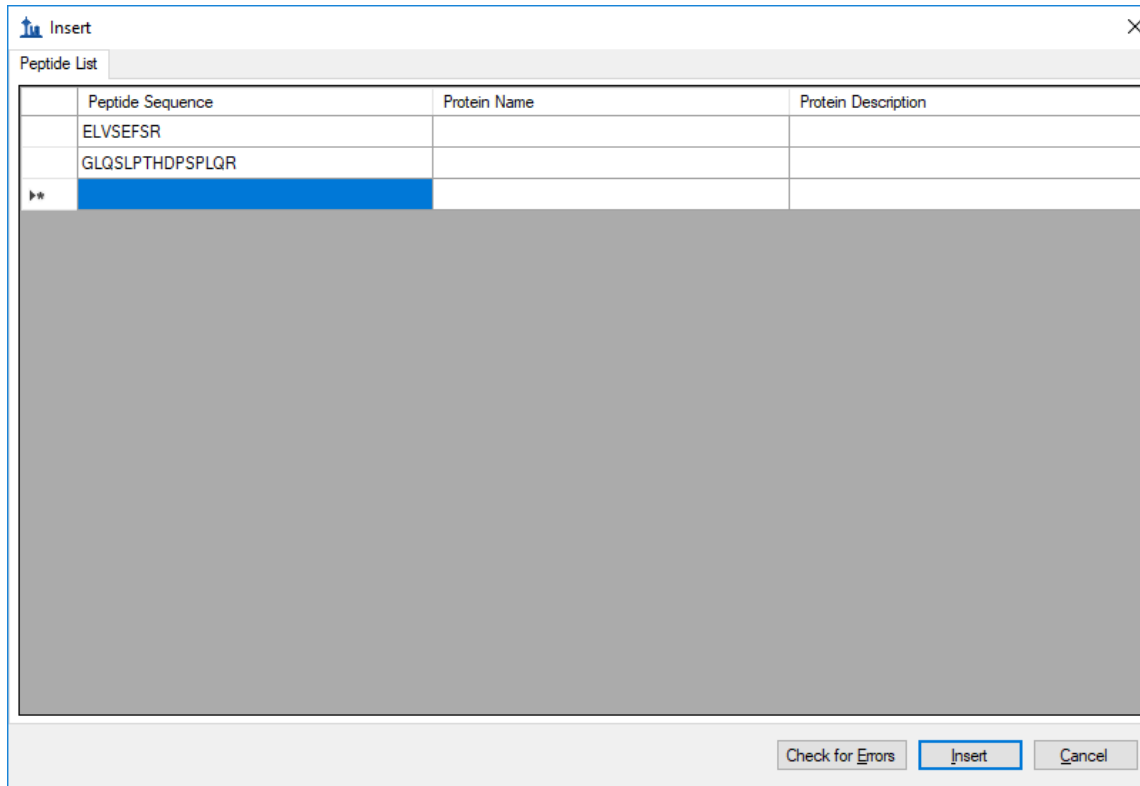 Insert
Peptide List
Peptide Sequence Protein Name Protein Description
ELVSEFSR
GLQSLPTHDPSPLQR
Check for Errors Insert Cancel